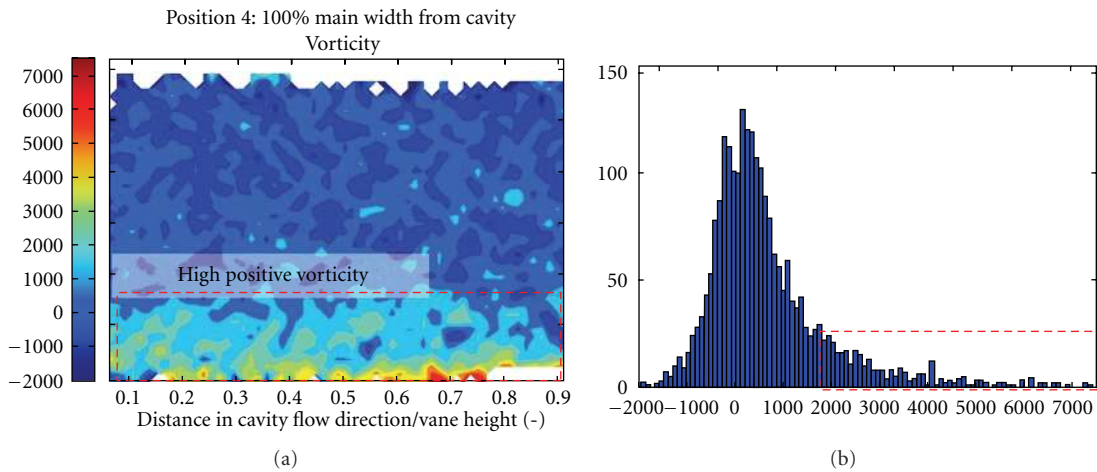 Position 4: 100% main width from cavity
Vorticity
7000
6000
5000
4000
3000
2000
1000
0
−1000
−2000
High positive vorticity
0.1 0.2 0.3 0.4 0.5 0.6 0.7 0.8 0.9
Distance in cavity flow direction/vane height (-)
(a)
150
100
50
0
−2000 −1000 0 1000 2000 3000 4000 5000 6000 7000
(b)